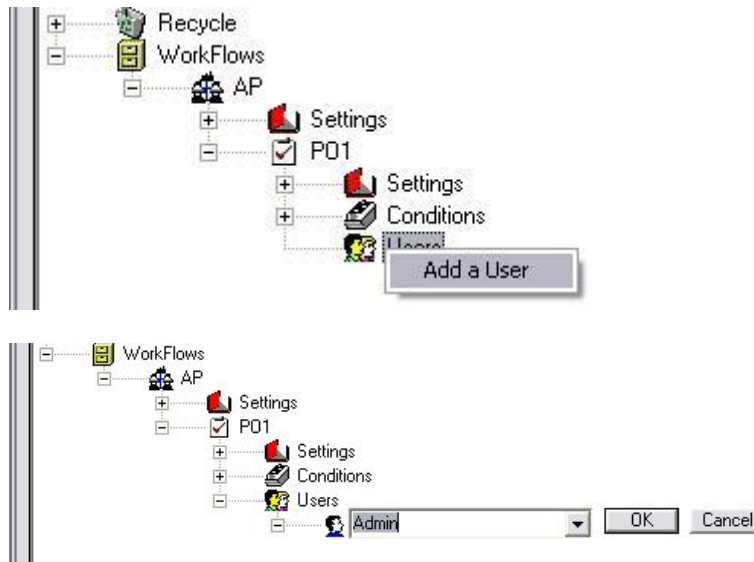 Recycle
WorkFlows
AP
Settings
P01
Settings
Conditions
Users
Add a User
WorkFlows
AP
Settings
P01
Settings
Conditions
Users
Admin OK Cancel